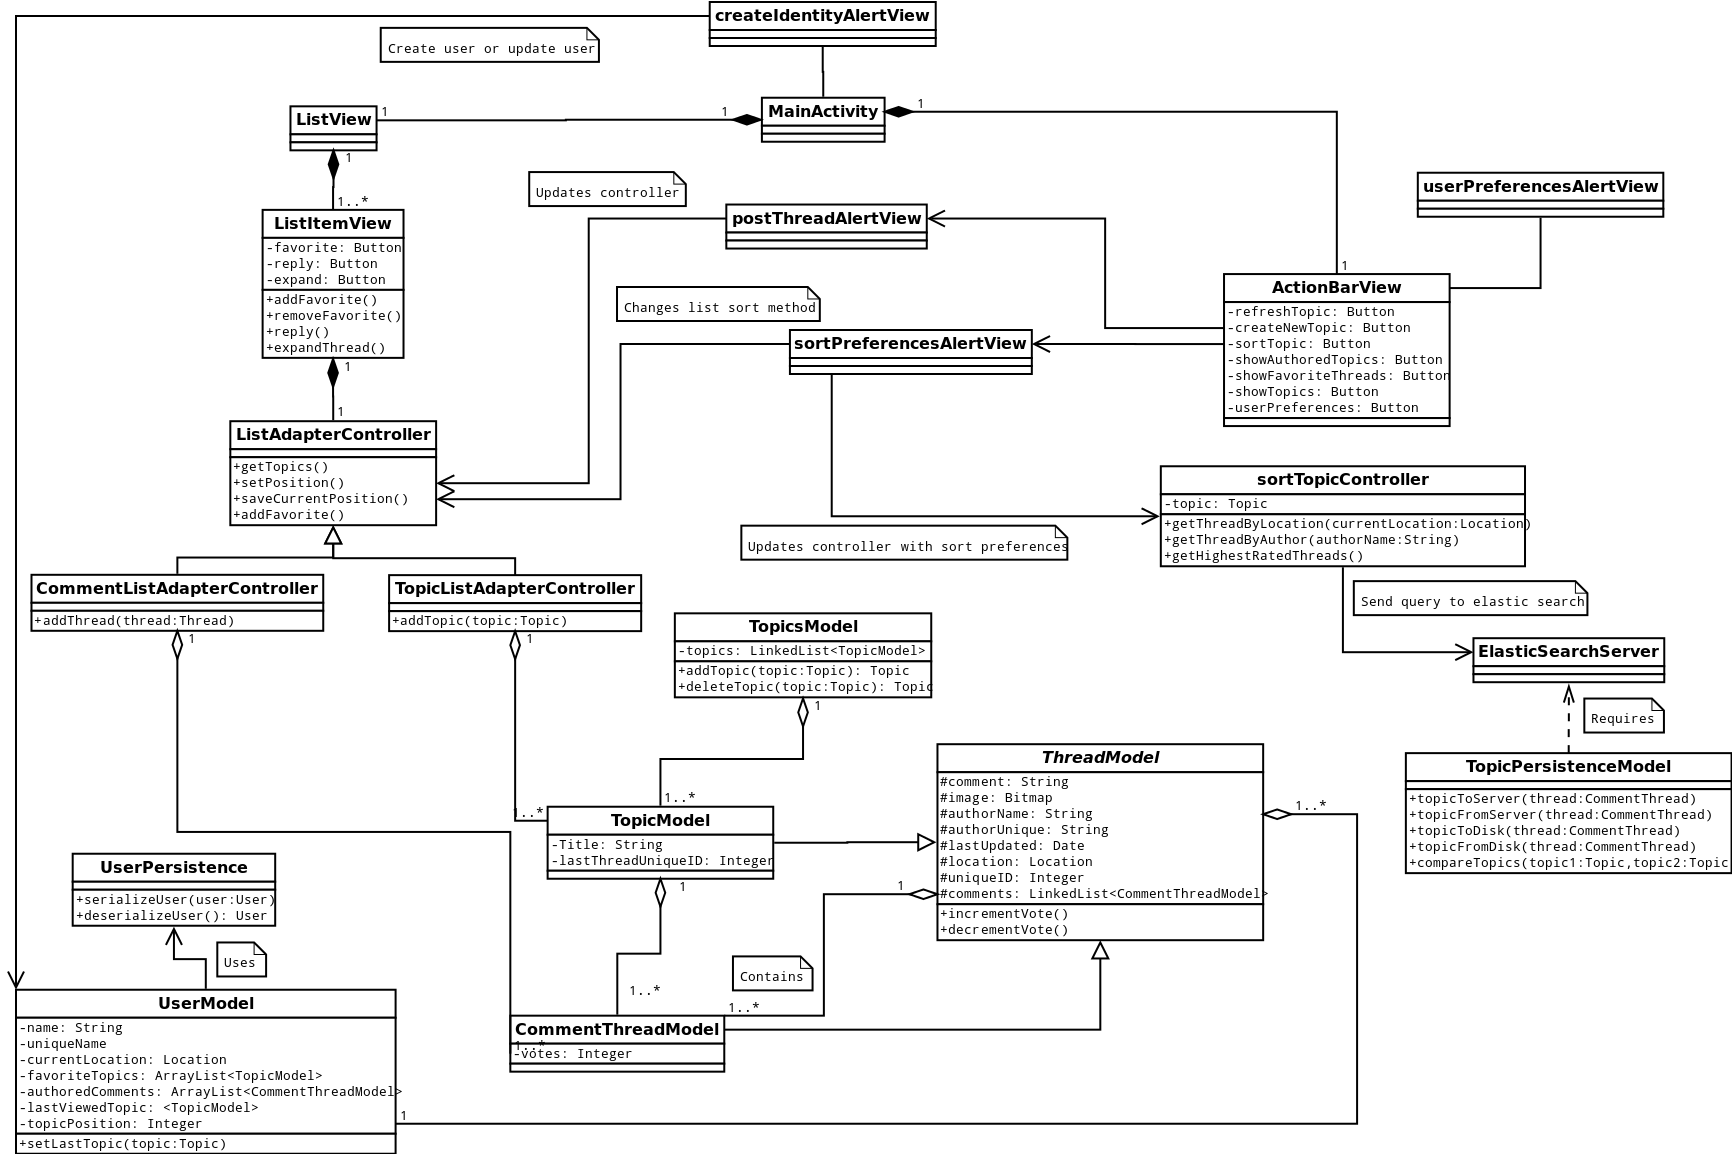 createIdentityAlertView
Create user or update user
ListView
1
1
MainActivity
1
1
1..*
Updates controller
userPreferencesAlertView
ListItemView
-favorite: Button
-reply: Button
-expand: Button
+addFavorite()
+removeFavorite()
+reply()
+expandThread()
postThreadAlertView
1
ActionBarView
-refreshTopic: Button
-createNewTopic: Button
-sortTopic: Button
-showAuthoredTopics: Button
-showFavoriteThreads: Button
-showTopics: Button
-userPreferences: Button
Changes list sort method
sortPreferencesAlertView
1
1
ListAdapterController
+getTopics()
+setPosition()
+saveCurrentPosition()
+addFavorite()
sortTopicController
-topic: Topic
+getThreadByLocation(currentLocation:Location)
+getThreadByAuthor(authorName:String)
+getHighestRatedThreads()
Updates controller with sort preferences
CommentListAdapterController
+addThread(thread:Thread)
1
TopicListAdapterController
+addTopic(topic:Topic)
1
Send query to elastic search
TopicsModel
-topics: LinkedList<TopicModel>
+addTopic(topic:Topic): Topic
+deleteTopic(topic:Topic): Topic
1
ElasticSearchServer
Requires
ThreadModel
#comment: String
#image: Bitmap
#authorName: String
#authorUnique: String
#lastUpdated: Date
#location: Location
#uniqueID: Integer
#comments: LinkedList<CommentThreadModel>
+incrementVote()
+decrementVote()
1..*
TopicPersistenceModel
+topicToServer(thread:CommentThread)
+topicFromServer(thread:CommentThread)
+topicToDisk(thread:CommentThread)
+topicFromDisk(thread:CommentThread)
+compareTopics(topic1:Topic,topic2:Topic
1..*
1..*
TopicModel
-Title: String
-lastThreadUniqueID: Integer
1
1
UserPersistence
+serializeUser(user:User)
+deserializeUser(): User
Uses
Contains
1..*
1..*
UserModel
-name: String
-uniqueName
-currentLocation: Location
-favoriteTopics: ArrayList<TopicModel>
-authoredComments: ArrayList<CommentThreadModel>
-lastViewedTopic: <TopicModel>
-topicPosition: Integer
+setLastTopic(topic:Topic)
CommentThreadModel
1..*
-votes: Integer
1